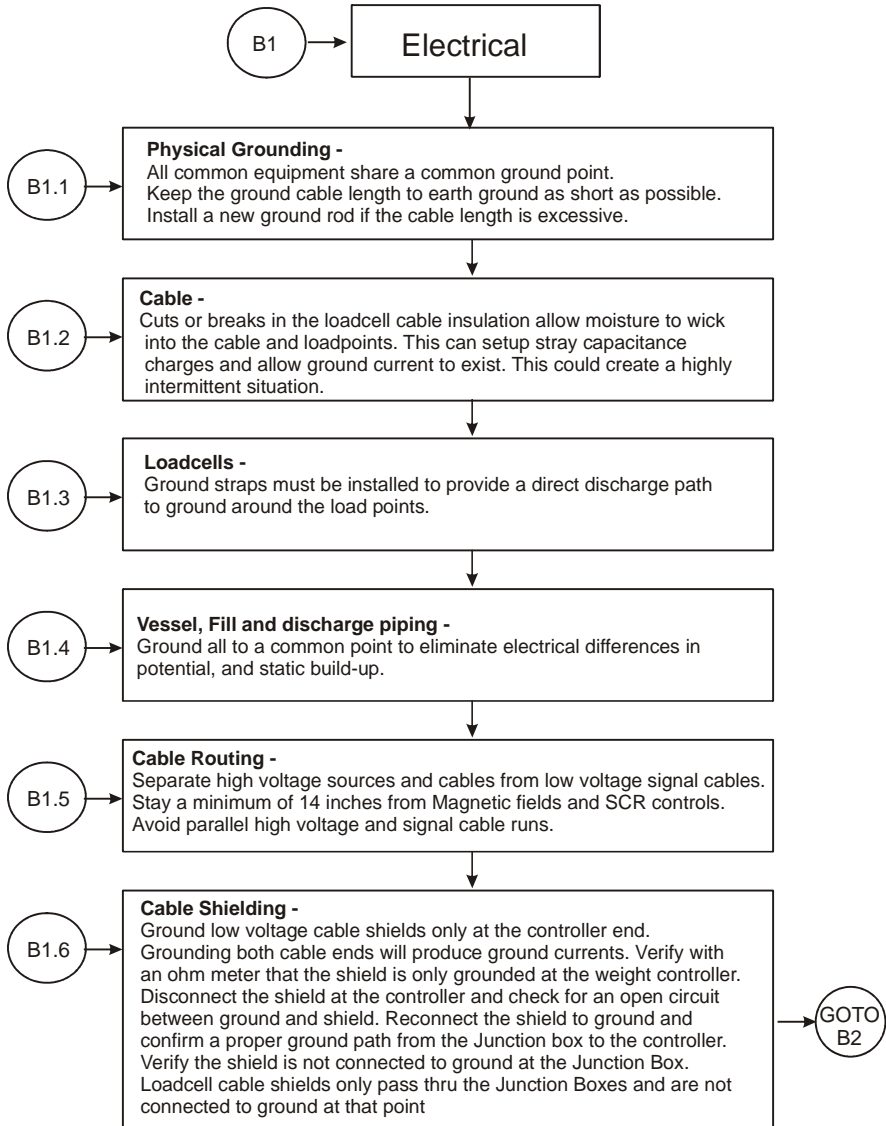 B1
Electrical
B1.1
Physical Grounding -
All common equipment share a common ground point.
Keep the ground cable length to earth ground as short as possible.
Install a new ground rod if the cable length is excessive.
B1.2
Cable -
Cuts or breaks in the loadcell cable insulation allow moisture to wick
into the cable and loadpoints. This can setup stray capacitance
charges and allow ground current to exist. This could create a highly
intermittent situation.
B1.3
Loadcells -
Ground straps must be installed to provide a direct discharge path
to ground around the load points.
B1.4
Vessel, Fill and discharge piping -
Ground all to a common point to eliminate electrical differences in
potential, and static build-up.
B1.5
Cable Routing -
Separate high voltage sources and cables from low voltage signal cables.
Stay a minimum of 14 inches from Magnetic fields and SCR controls.
Avoid parallel high voltage and signal cable runs.
B1.6
Cable Shielding -
Ground low voltage cable shields only at the controller end.
Grounding both cable ends will produce ground currents. Verify with
an ohm meter that the shield is only grounded at the weight controller.
Disconnect the shield at the controller and check for an open circuit
between ground and shield. Reconnect the shield to ground and
confirm a proper ground path from the Junction box to the controller.
Verify the shield is not connected to ground at the Junction Box.
Loadcell cable shields only pass thru the Junction Boxes and are not
connected to ground at that point
GOTO
B2